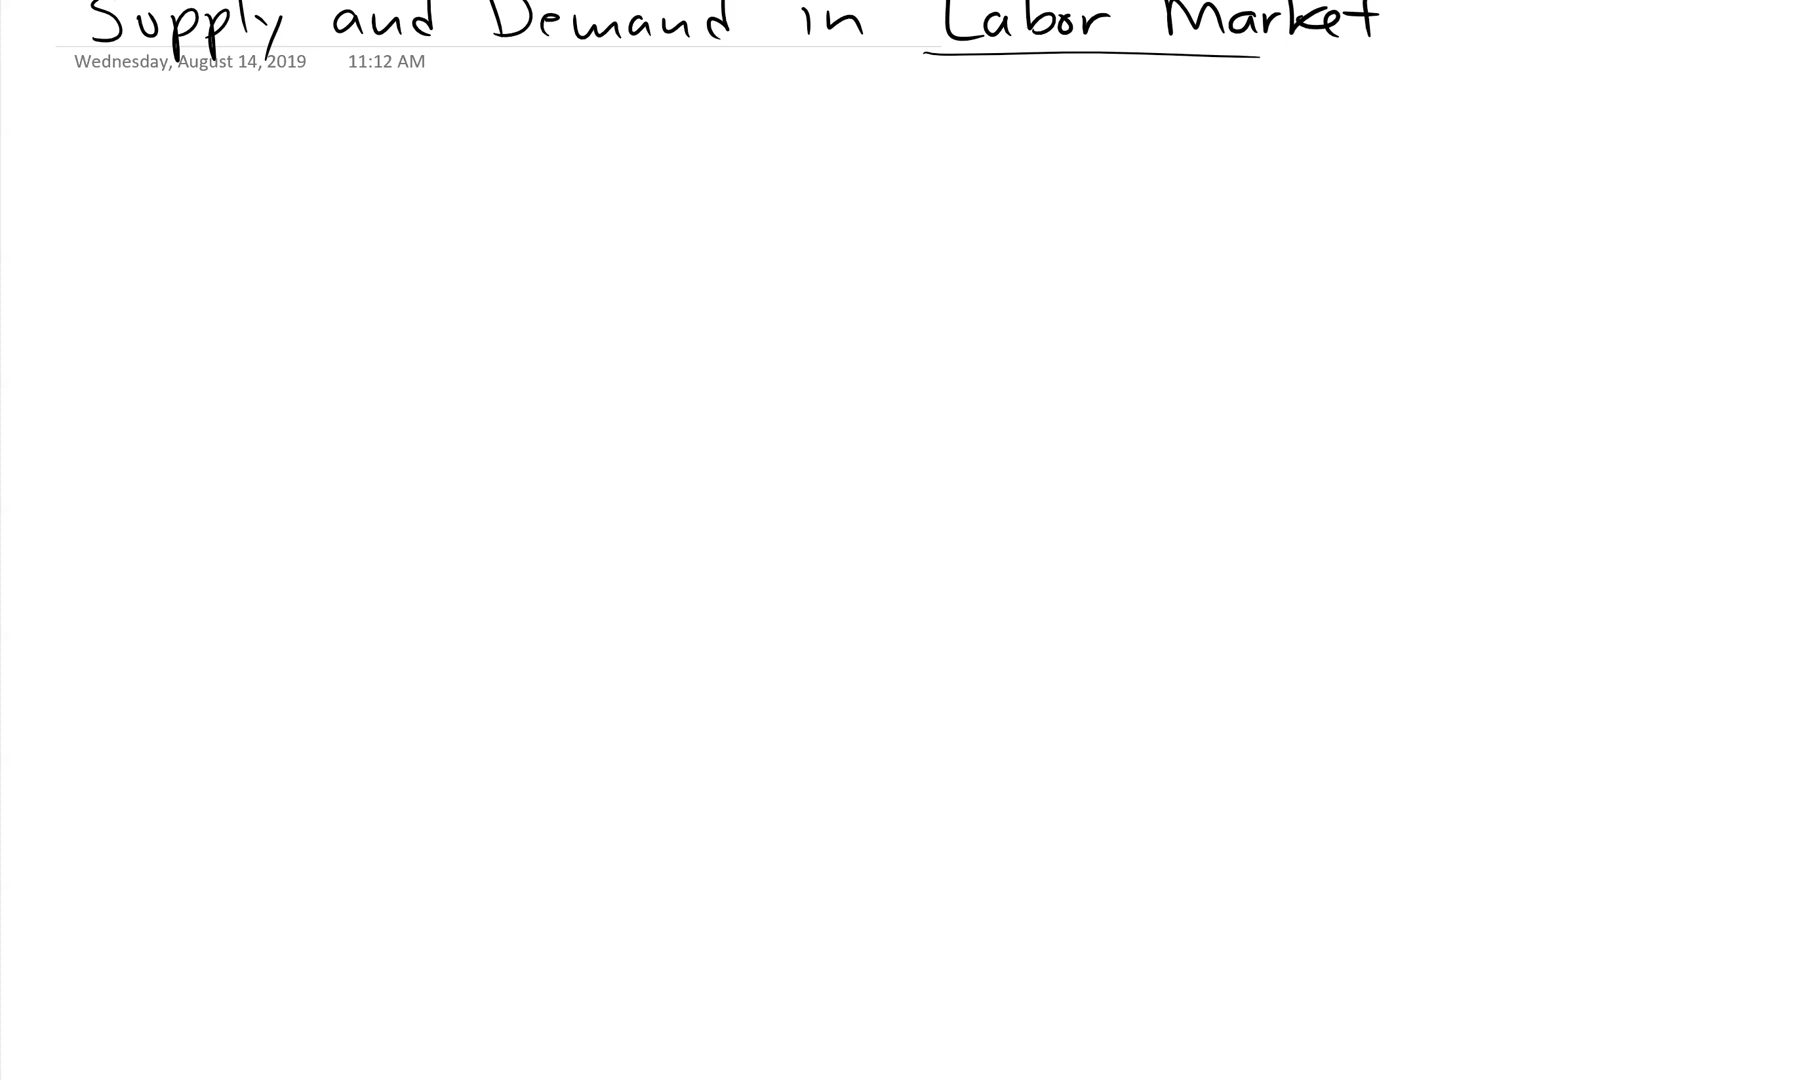 Supply and Demand in Labor Market
Wednesday, August 14, 2019 11:12 AM